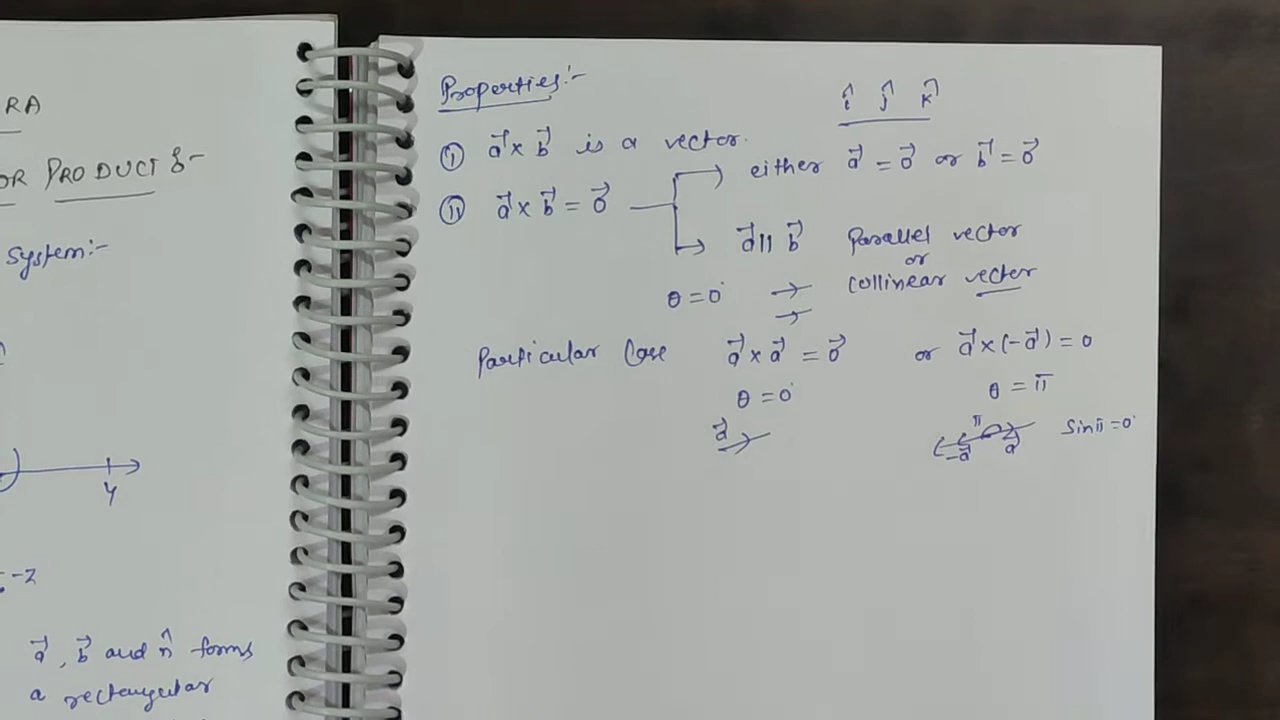 RA
OR PRODUCT :-
System:-
Y
-z
a⃗, b⃗ and n̂ forms
a rectangular
Properties:-
î ĵ k̂
(i) a⃗ × b⃗ is a vector.
(ii) a⃗ × b⃗ = 0⃗ either a⃗ = 0⃗ or b⃗ = 0⃗
a⃗ || b⃗ Parallel vector
or
θ = 0° collinear vector
Particular Case a⃗ × a⃗ = 0⃗ or a⃗ × (-a⃗) = 0
θ = 0° θ = π
a⃗ -a⃗ π a⃗ sin π = 0